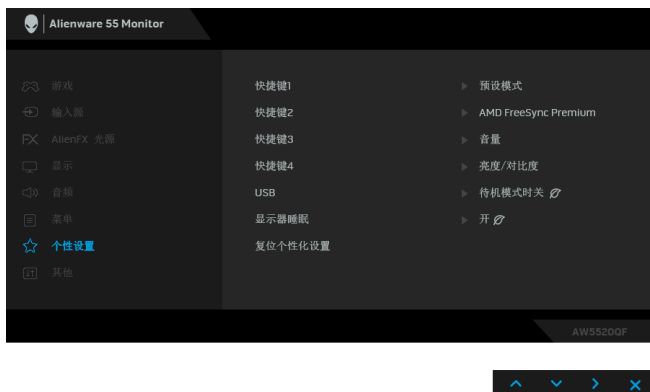 Alienware 55 Monitor
游戏
输入源
AlienFX 光源
显示
音频
菜单
个性设置
其他
快捷键1 预设模式
快捷键2 AMD FreeSync Premium
快捷键3 音量
快捷键4 亮度/对比度
USB 待机模式时关
显示器睡眠 开
复位个性化设置
AW5520QF